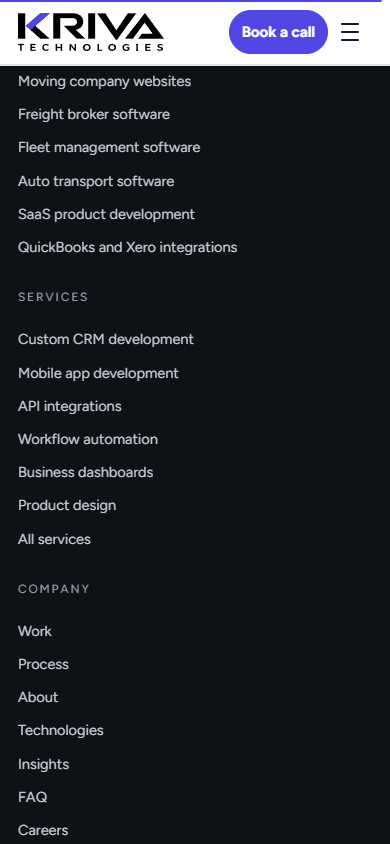 KRIVA
TECHNOLOGIES
Book a call
Moving company websites
Freight broker software
Fleet management software
Auto transport software
SaaS product development
QuickBooks and Xero integrations
SERVICES
Custom CRM development
Mobile app development
API integrations
Workflow automation
Business dashboards
Product design
All services
COMPANY
Work
Process
About
Technologies
Insights
FAQ
Careers